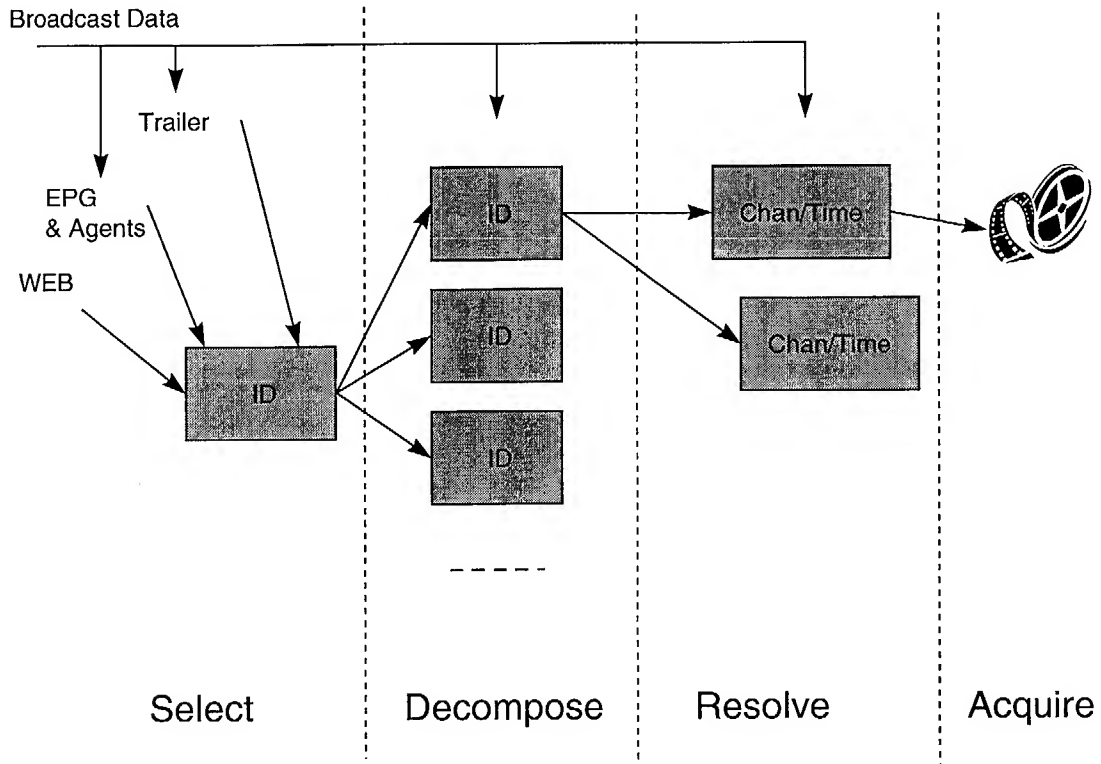 Broadcast Data
Trailer
EPG
& Agents
WEB
ID
ID
ID
ID
Chan/Time
Chan/Time
Select
Decompose
Resolve
Acquire